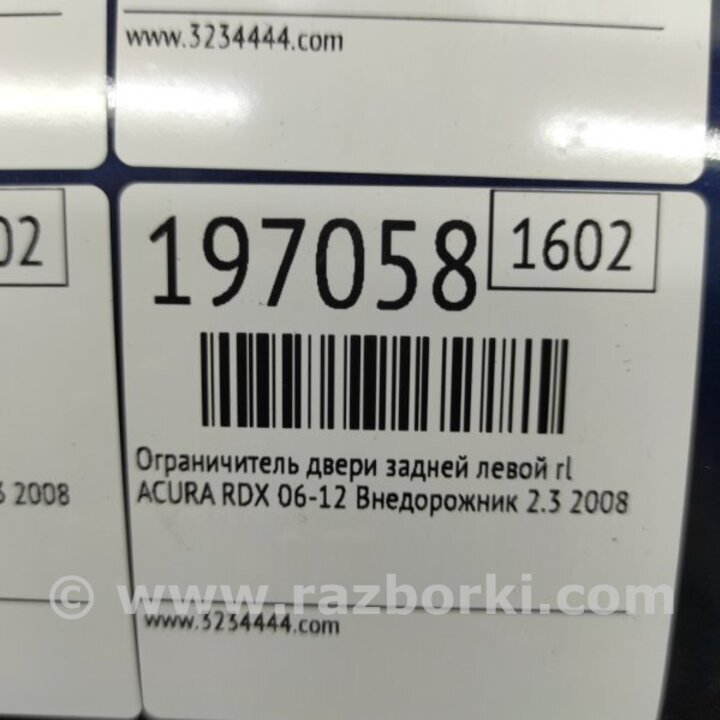 www.3234444.com
02
197058
1602
Ограничитель двери задней левой rl
ACURA RDX 06-12 Внедорожник 2.3 2008
2008
© www.razborki.com
www.3234444.com